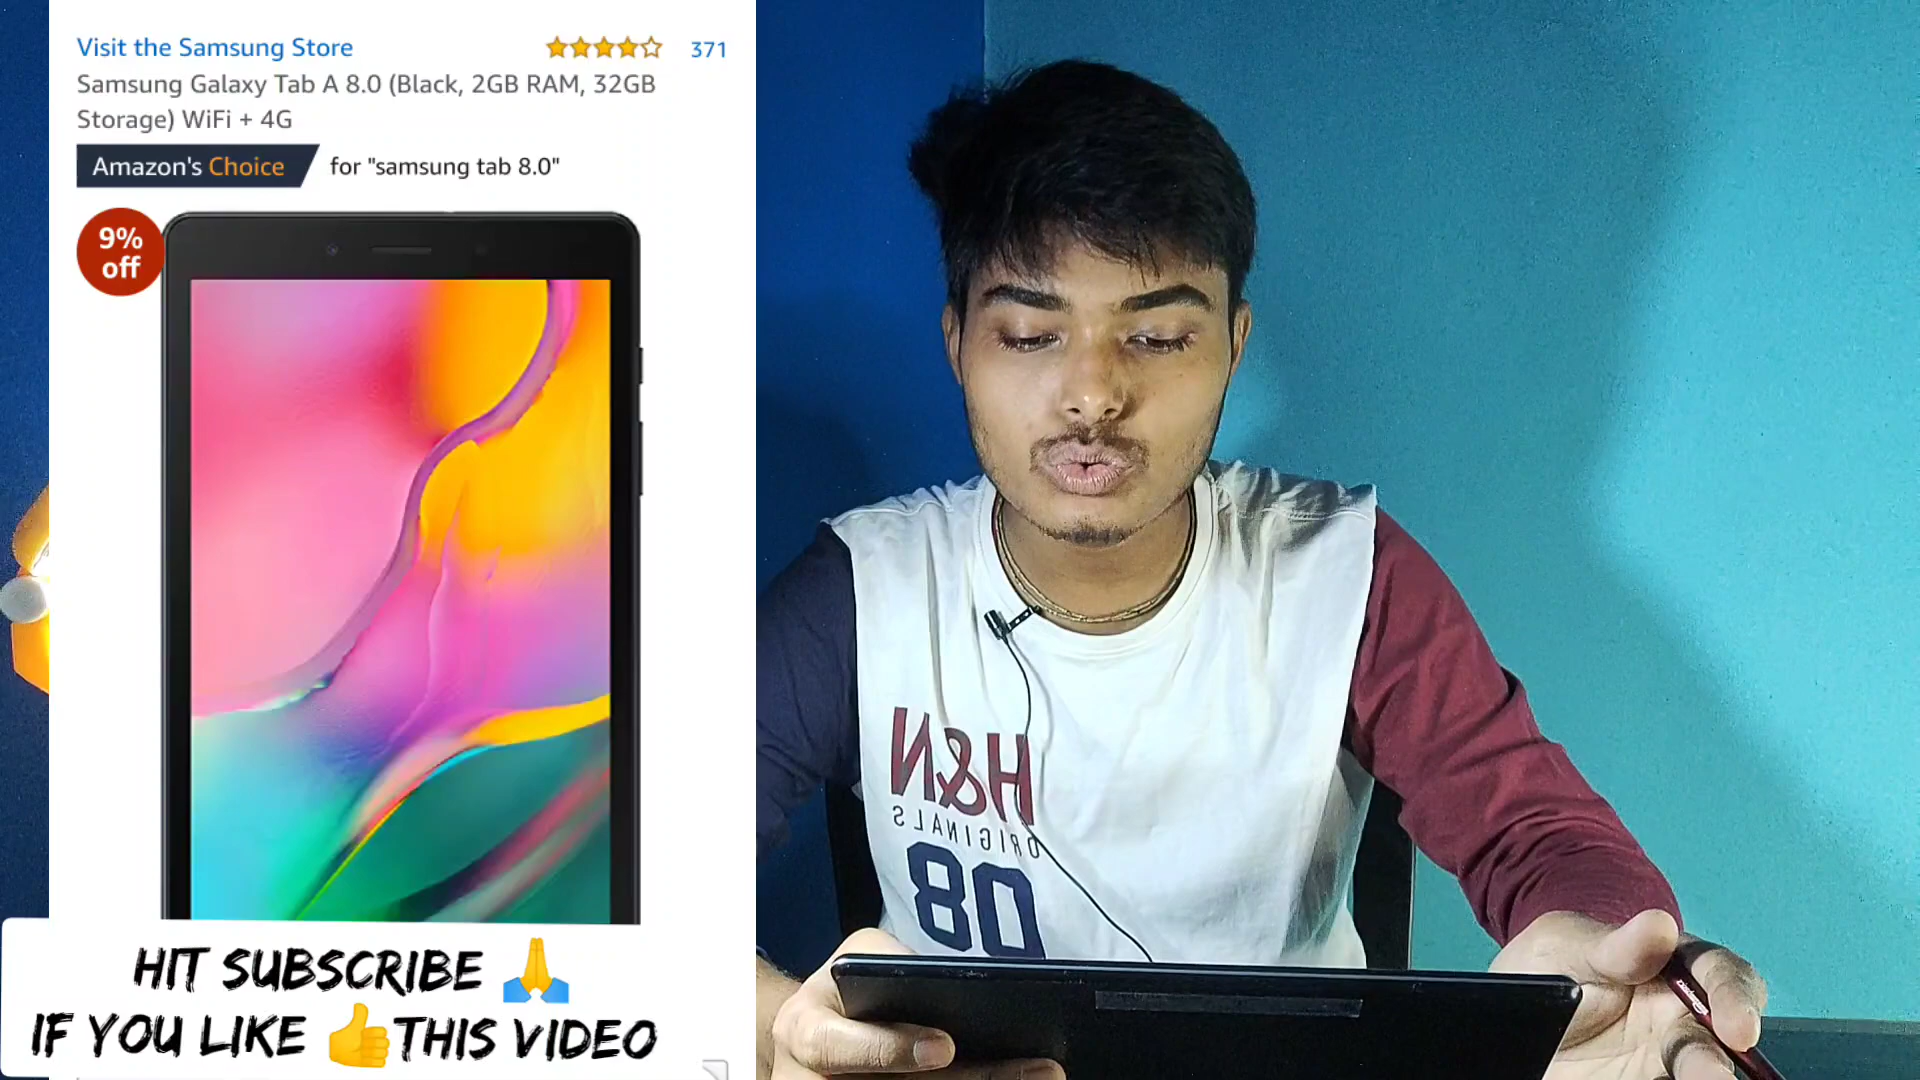 Visit the Samsung Store
371
Samsung Galaxy Tab A 8.0 (Black, 2GB RAM, 32GB
Storage) WiFi + 4G
Amazon's Choice for "samsung tab 8.0"
9%
off
HIT SUBSCRIBE 🙏
IF YOU LIKE 👍THIS VIDEO
H&N
ORIGINALS
08